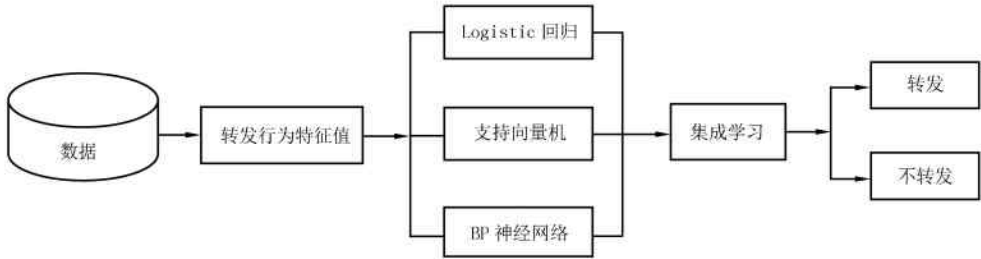 数据
转发行为特征值
Logistic 回归
支持向量机
BP 神经网络
集成学习
转发
不转发